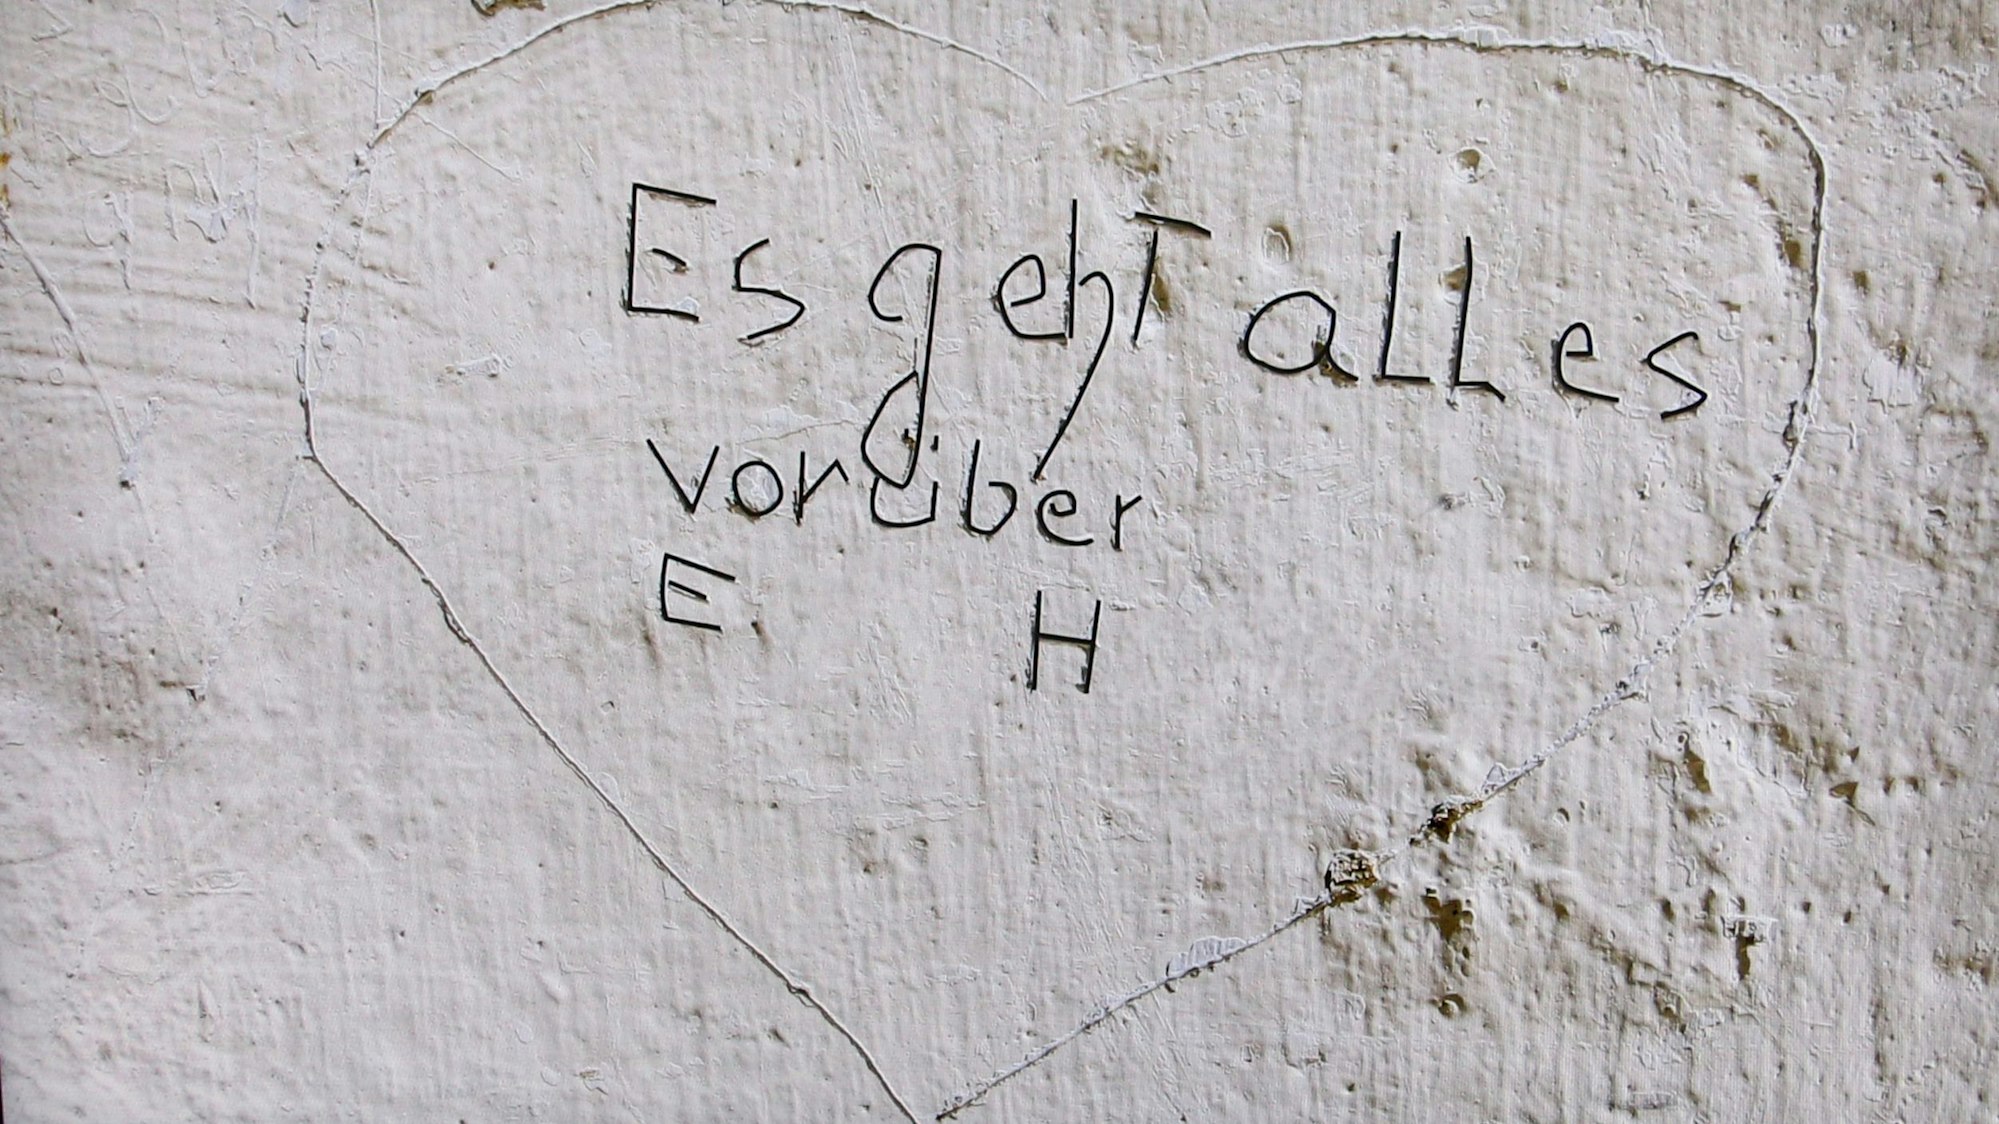 Es gehT aLLes
vorüber
E H